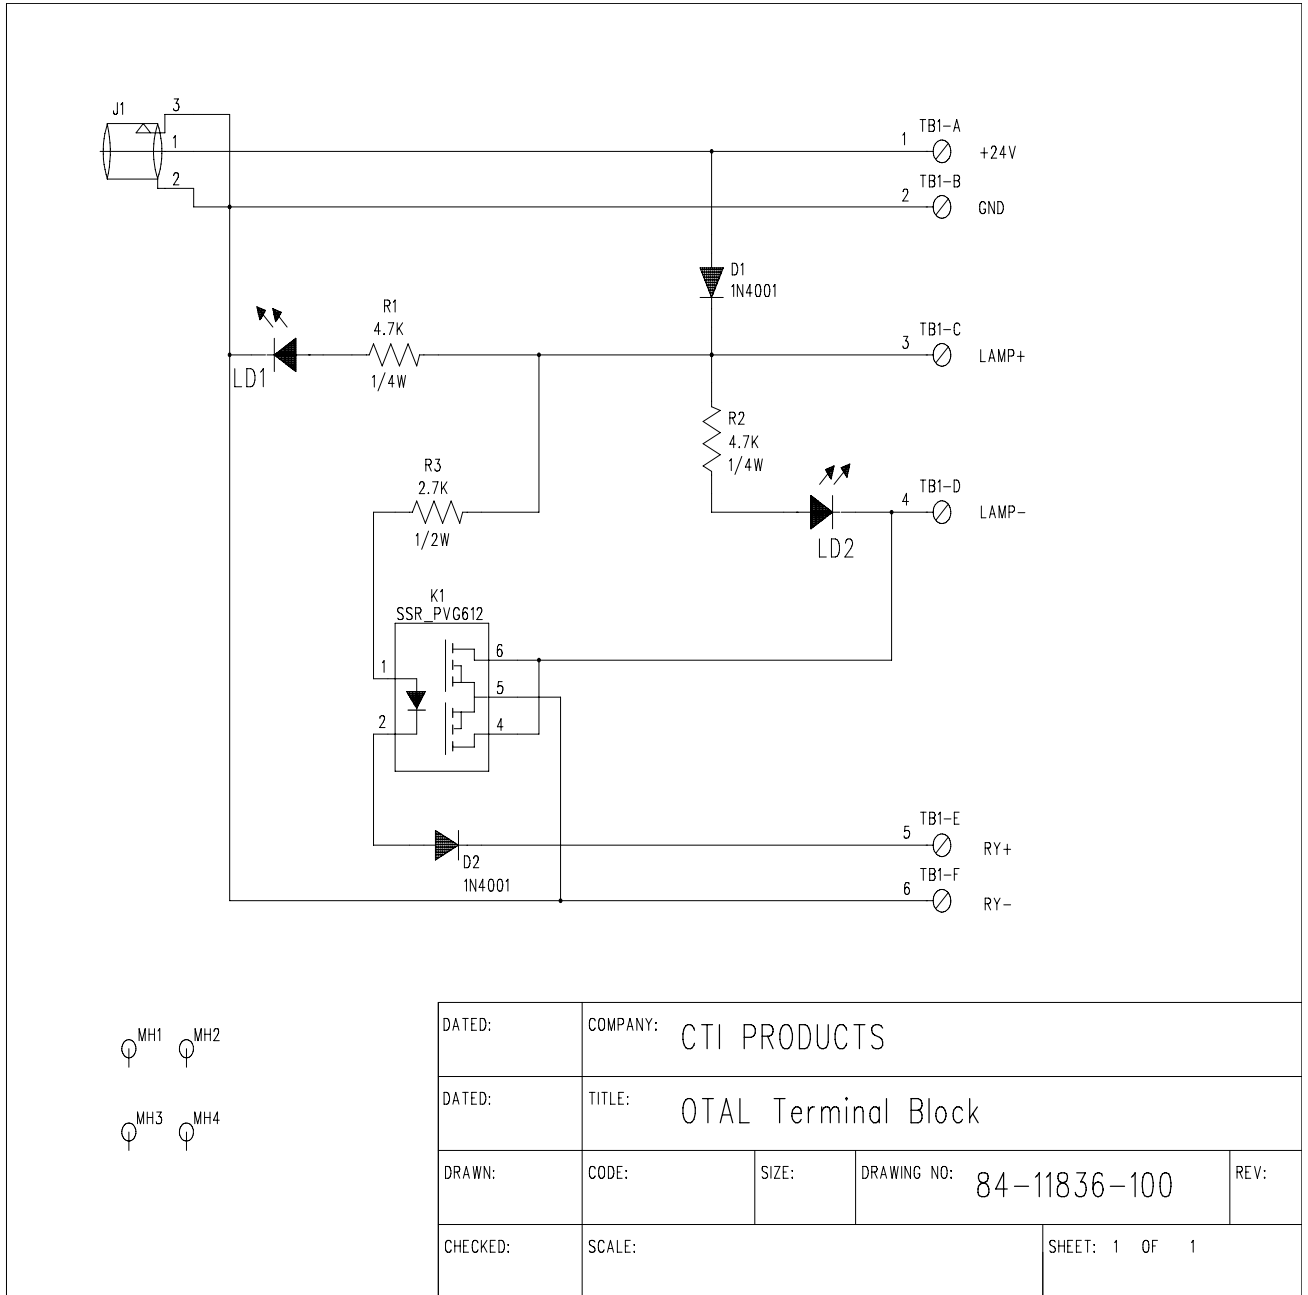 J1
3
1
2
1
TB1-A
+24V
2
TB1-B
GND
D1
1N4001
R1
4.7K
1/4W
LD1
3
TB1-C
LAMP+
R2
4.7K
1/4W
R3
2.7K
1/2W
LD2
4
TB1-D
LAMP-
K1
SSR_PVG612
1
2
6
5
4
D2
1N4001
5
TB1-E
RY+
6
TB1-F
RY-
MH1
MH2
MH3
MH4
DATED:
COMPANY: CTI PRODUCTS
DATED:
TITLE: OTAL Terminal Block
DRAWN:
CODE:
SIZE:
DRAWING NO: 84-11836-100
REV:
CHECKED:
SCALE:
SHEET: 1 OF 1